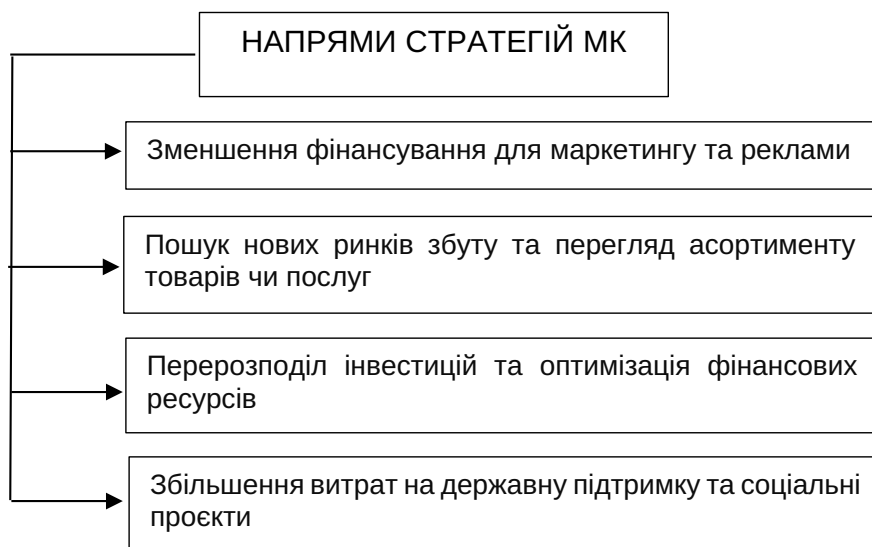 НАПРЯМИ СТРАТЕГІЙ МК
Зменшення фінансування для маркетингу та реклами
Пошук нових ринків збуту та перегляд асортименту
товарів чи послуг
Перерозподіл інвестицій та оптимізація фінансових
ресурсів
Збільшення витрат на державну підтримку та соціальні
проєкти